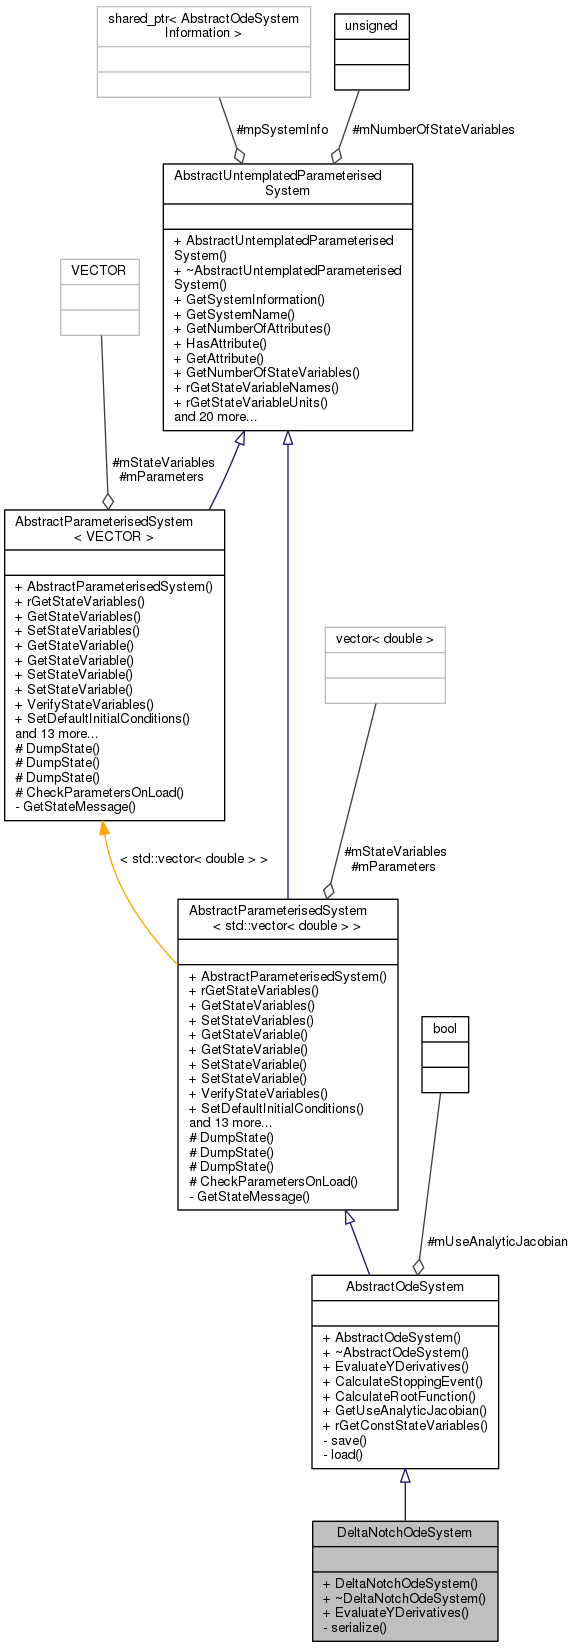 shared_ptr< AbstractOdeSystem
Information >
unsigned
#mpSystemInfo
#mNumberOfStateVariables
AbstractUntemplatedParameterised
System
+ AbstractUntemplatedParameterised
System()
+ ~AbstractUntemplatedParameterised
System()
+ GetSystemInformation()
+ GetSystemName()
+ GetNumberOfAttributes()
+ HasAttribute()
+ GetAttribute()
+ GetNumberOfStateVariables()
+ rGetStateVariableNames()
+ rGetStateVariableUnits()
and 20 more...
VECTOR
#mStateVariables
#mParameters
AbstractParameterisedSystem
< VECTOR >
+ AbstractParameterisedSystem()
+ rGetStateVariables()
+ GetStateVariables()
+ SetStateVariables()
+ GetStateVariable()
+ GetStateVariable()
+ SetStateVariable()
+ SetStateVariable()
+ VerifyStateVariables()
+ SetDefaultInitialConditions()
and 13 more...
# DumpState()
# DumpState()
# DumpState()
# CheckParametersOnLoad()
- GetStateMessage()
vector< double >
< std::vector< double > >
#mStateVariables
#mParameters
AbstractParameterisedSystem
< std::vector< double > >
+ AbstractParameterisedSystem()
+ rGetStateVariables()
+ GetStateVariables()
+ SetStateVariables()
+ GetStateVariable()
+ GetStateVariable()
+ SetStateVariable()
+ SetStateVariable()
+ VerifyStateVariables()
+ SetDefaultInitialConditions()
and 13 more...
# DumpState()
# DumpState()
# DumpState()
# CheckParametersOnLoad()
- GetStateMessage()
bool
#mUseAnalyticJacobian
AbstractOdeSystem
+ AbstractOdeSystem()
+ ~AbstractOdeSystem()
+ EvaluateYDerivatives()
+ CalculateStoppingEvent()
+ CalculateRootFunction()
+ GetUseAnalyticJacobian()
+ rGetConstStateVariables()
- save()
- load()
DeltaNotchOdeSystem
+ DeltaNotchOdeSystem()
+ ~DeltaNotchOdeSystem()
+ EvaluateYDerivatives()
- serialize()